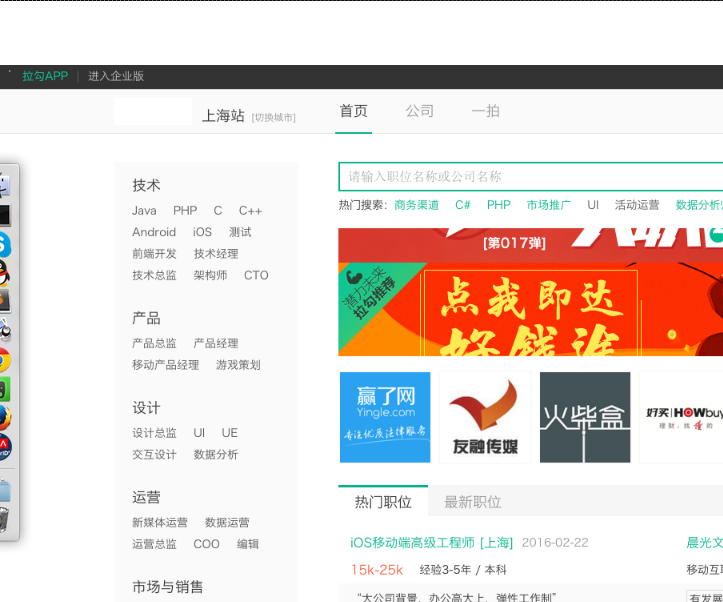 拉勾APP | 进入企业版
上海站 [切换城市] 首页 公司 一拍
请输入职位名称或公司名称
热门搜索: 商务渠道 C# PHP 市场推广 UI 活动运营 数据分析
技术
Java PHP C C++
Android iOS 测试
前端开发 技术经理
技术总监 架构师 CTO
产品
产品总监 产品经理
移动产品经理 游戏策划
设计
设计总监 UI UE
交互设计 数据分析
运营
新媒体运营 数据运营
运营总监 COO 编辑
市场与销售
[第017弹]
潜力未来
拉勾推荐
点我即达
好钱
赢了网
Yingle.com
专注优质法律服务
友融传媒
火柴盒
好买 HOWbuy
理财，找懂的
热门职位 最新职位
iOS移动端高级工程师 [上海] 2016-02-22
15k-25k 经验3-5年 / 本科
“大公司背景、办公高大上、弹性工作制”
晨光文
移动互
有发展